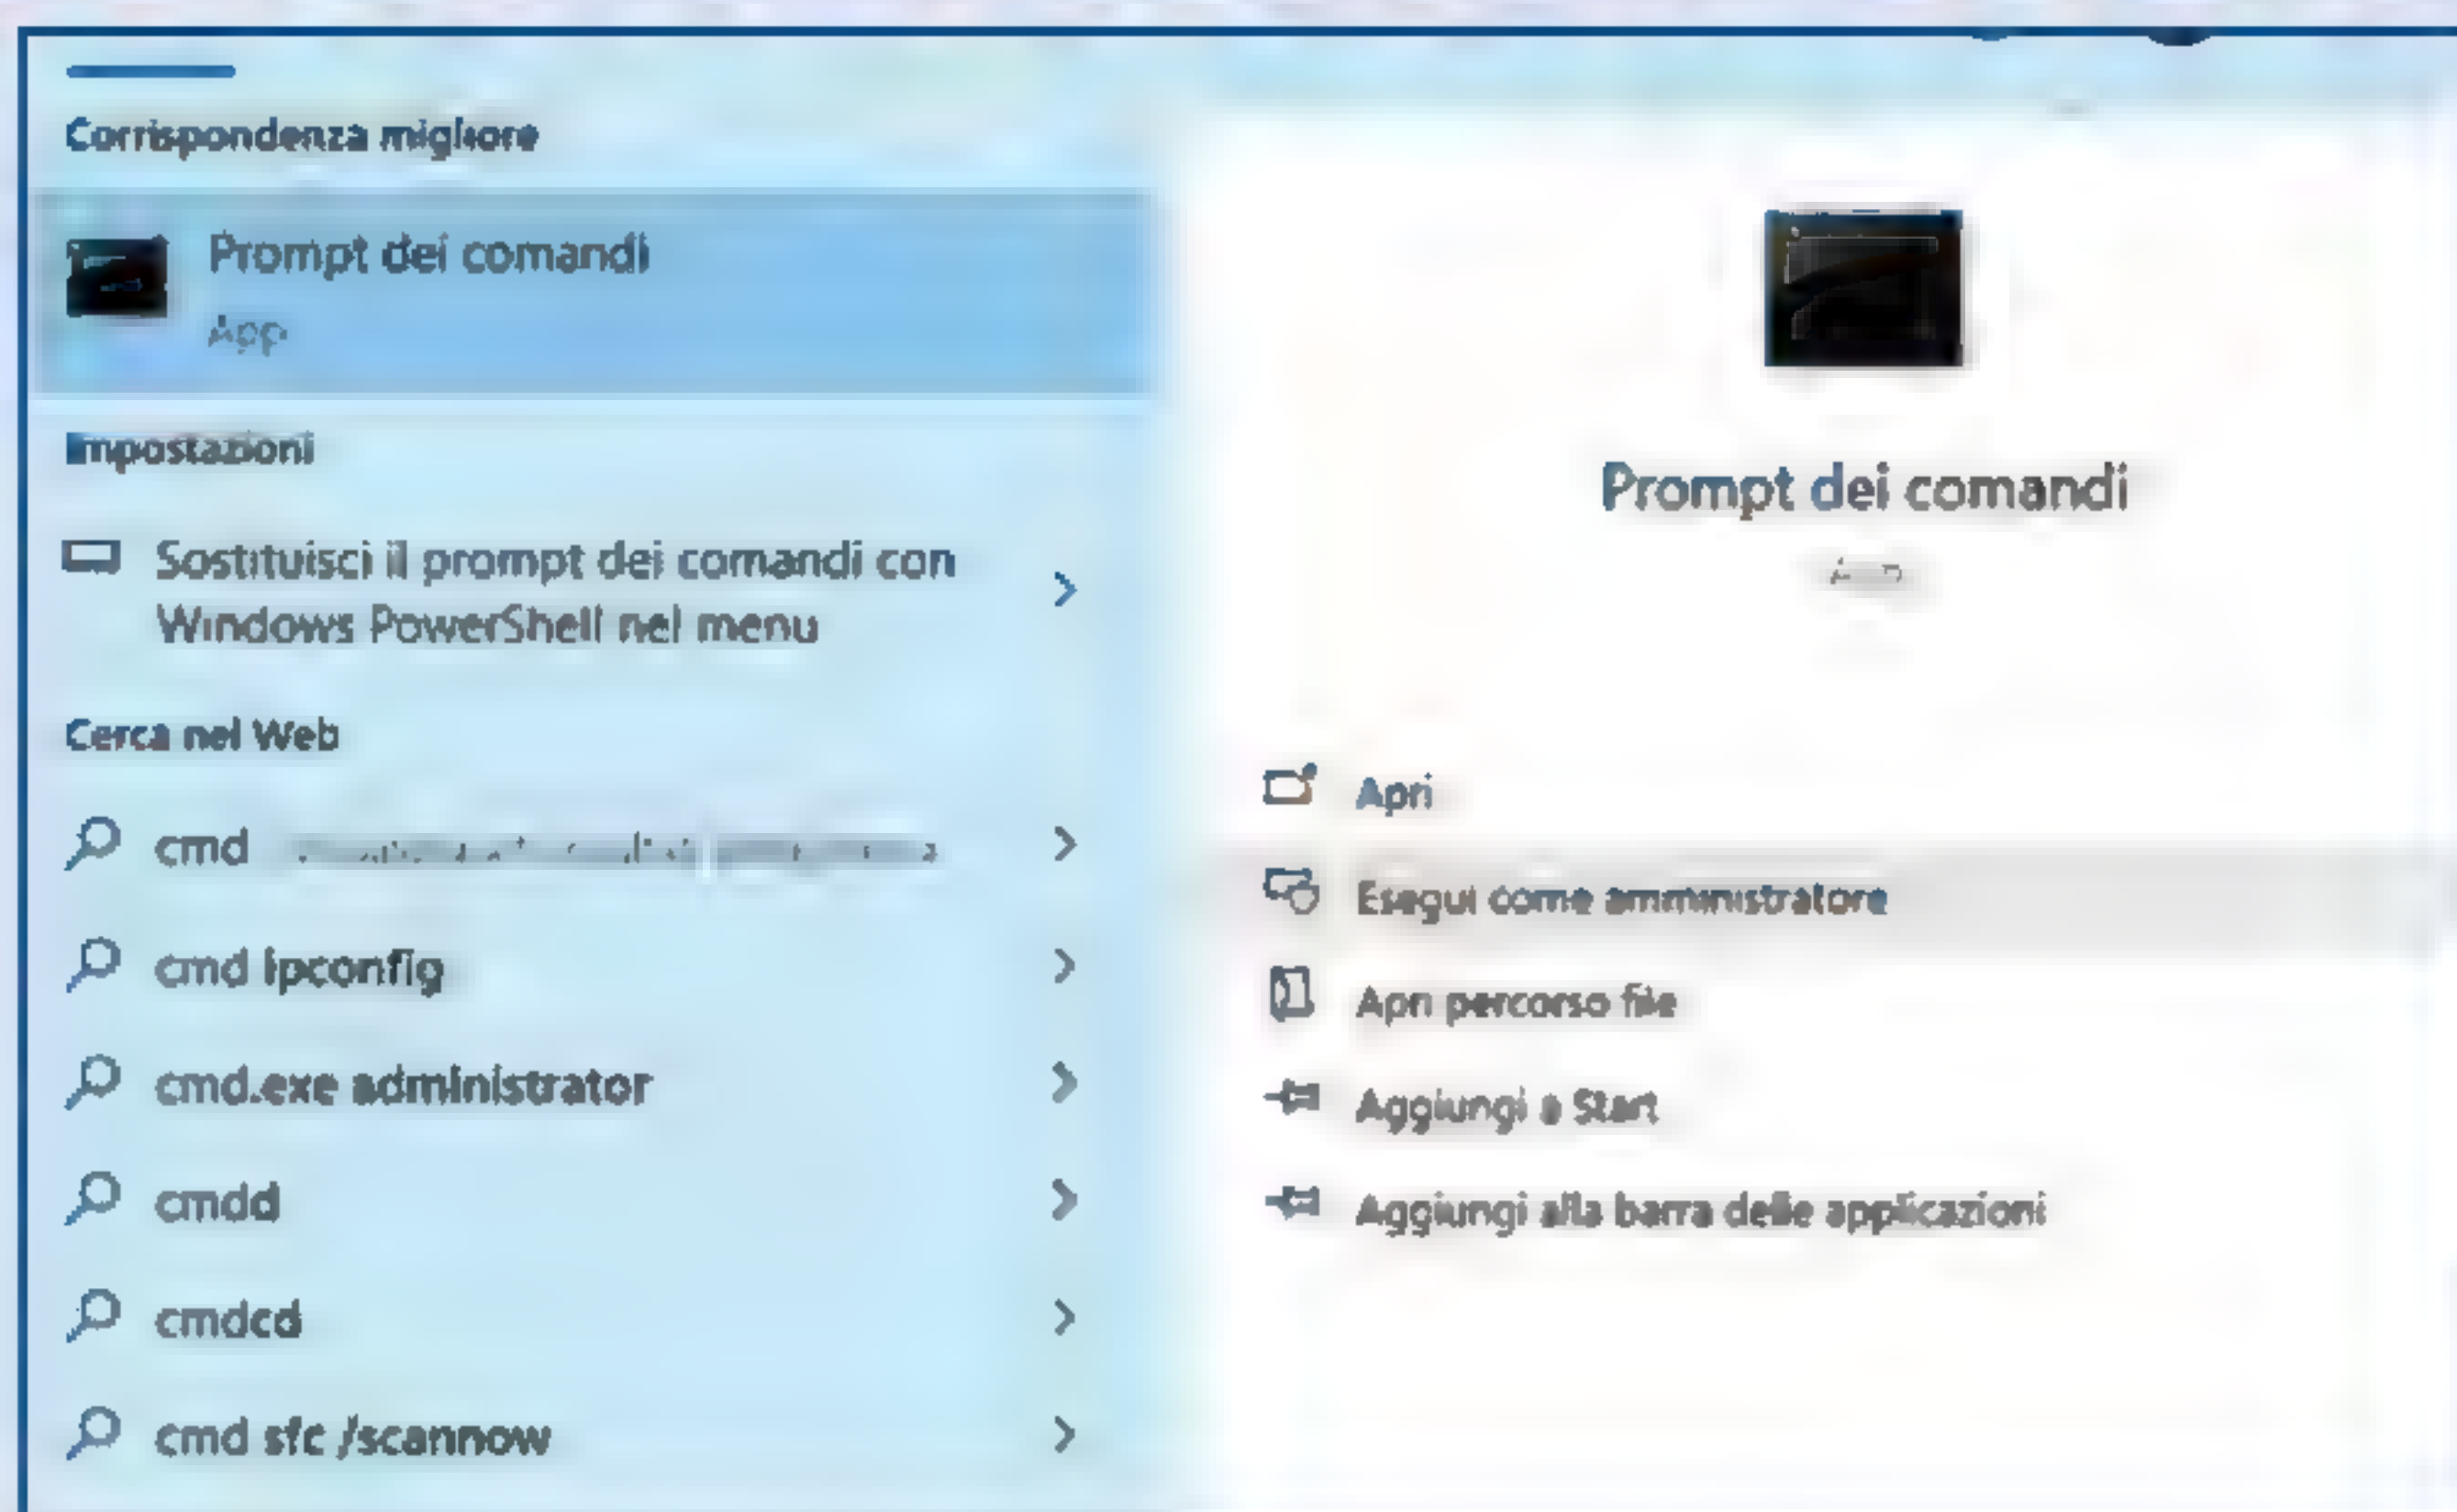 Corrispondenza migliore
Prompt dei comandi
App
Impostazioni
Sostituisci il prompt dei comandi con
Windows PowerShell nel menu
Cerca nel Web
cmd
cmd ipconfig
cmd.exe administrator
cmdd
cmdcd
cmd sfc /scannow
Prompt dei comandi
Apri
Esegui come amministratore
Apri percorso file
Aggiungi a Start
Aggiungi alla barra delle applicazioni